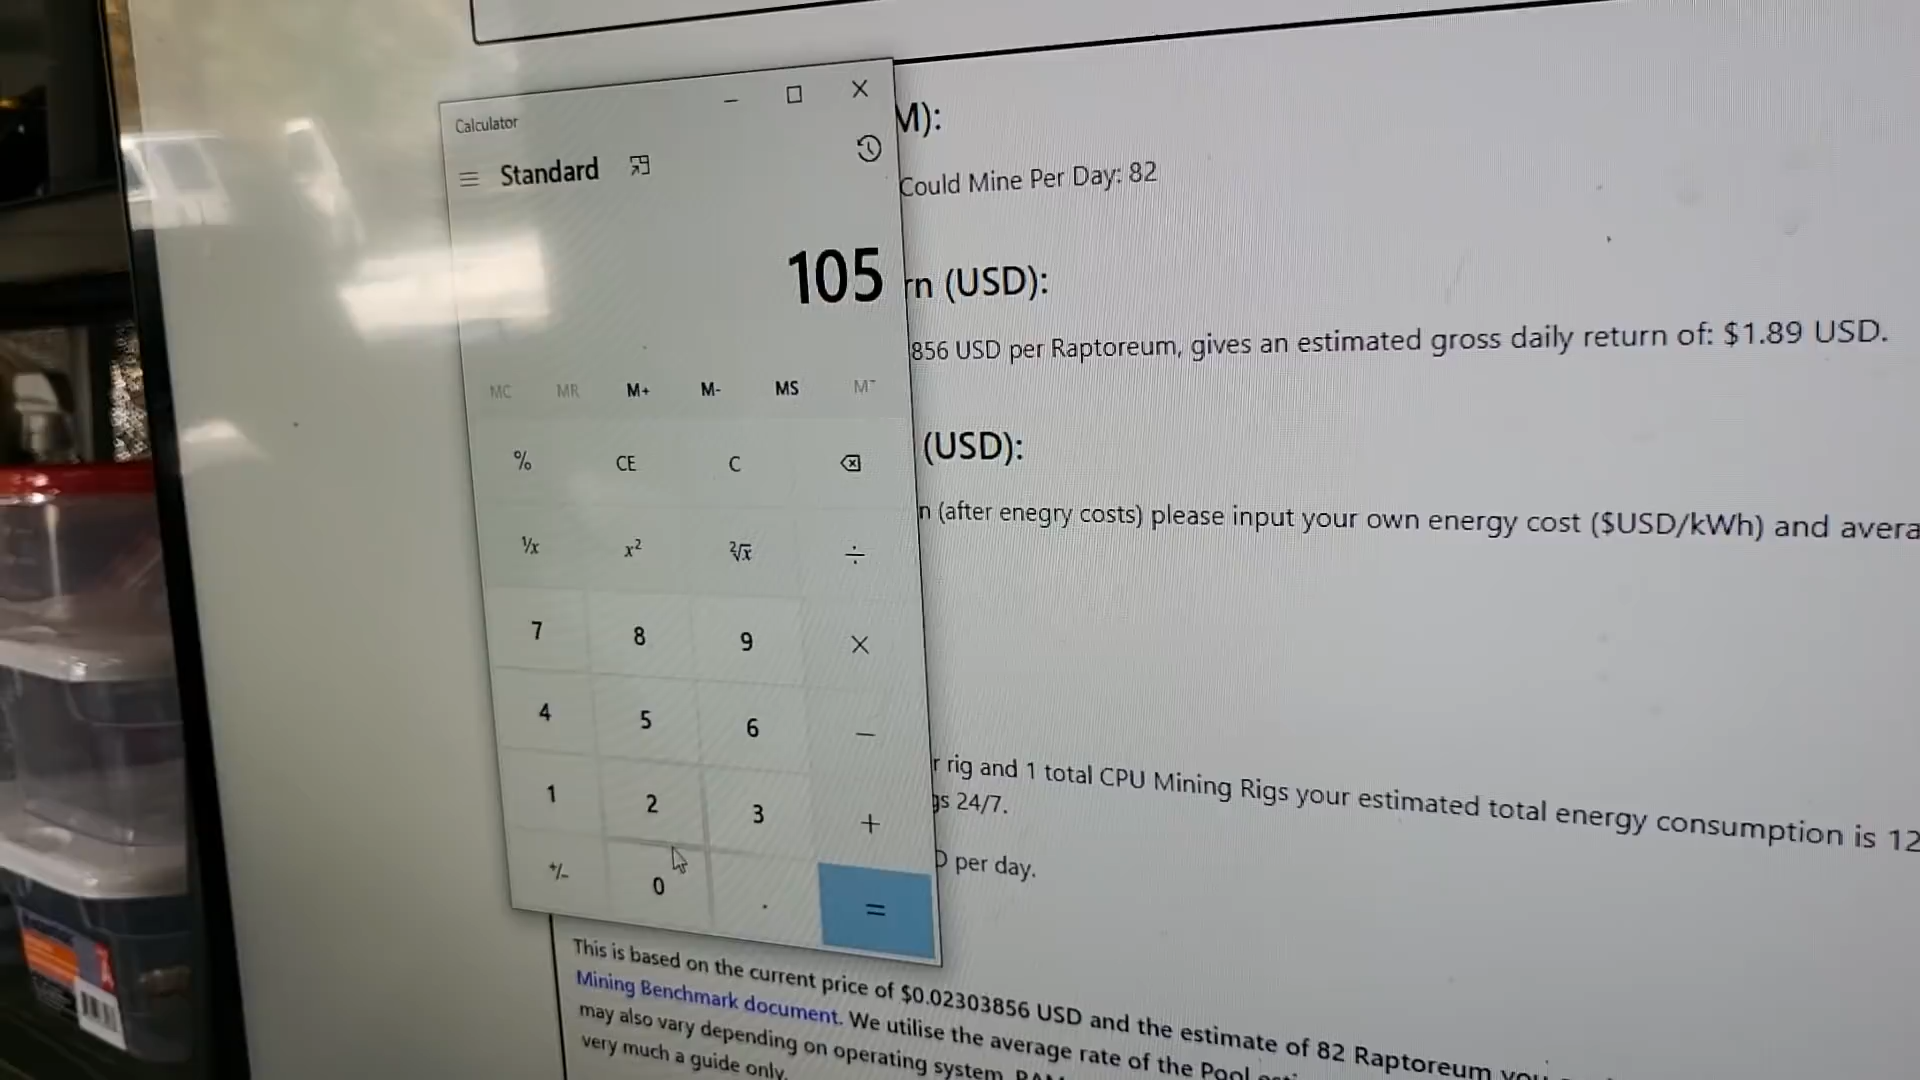 Calculator
Standard
105
MC MR M+ M- MS M˅
% CE C
¹/x x² ²√x ÷
7 8 9 ×
4 5 6 −
1 2 3 +
+/- 0 . =
M):
Could Mine Per Day: 82
rn (USD):
856 USD per Raptoreum, gives an estimated gross daily return of: $1.89 USD.
(USD):
n (after enegry costs) please input your own energy cost ($USD/kWh) and avera
r rig and 1 total CPU Mining Rigs your estimated total energy consumption is 12
gs 24/7.
D per day.
This is based on the current price of $0.02303856 USD and the estimate of 82 Raptoreum you
Mining Benchmark document. We utilise the average rate of the Pool
may also vary depending on operating system,
very much a guide only.